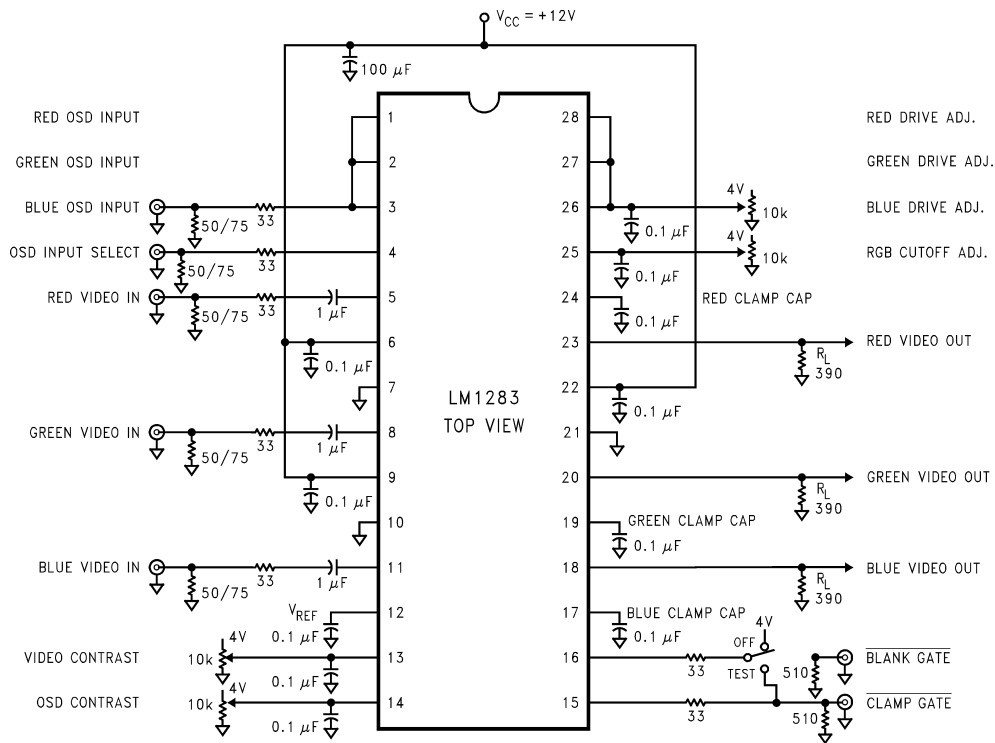 V_CC = +12V
100 µF
RED OSD INPUT
1
28
RED DRIVE ADJ.
GREEN OSD INPUT
2
27
GREEN DRIVE ADJ.
BLUE OSD INPUT
50/75
33
3
26
0.1 µF
4V
10k
BLUE DRIVE ADJ.
OSD INPUT SELECT
50/75
33
4
25
0.1 µF
4V
10k
RGB CUTOFF ADJ.
RED VIDEO IN
50/75
33
1 µF
5
24
0.1 µF
RED CLAMP CAP
0.1 µF
6
23
R_L
390
RED VIDEO OUT
7
LM1283
TOP VIEW
22
0.1 µF
GREEN VIDEO IN
50/75
33
1 µF
8
21
0.1 µF
9
20
R_L
390
GREEN VIDEO OUT
10
19
GREEN CLAMP CAP
0.1 µF
BLUE VIDEO IN
50/75
33
1 µF
11
18
R_L
390
BLUE VIDEO OUT
V_REF
0.1 µF
12
17
BLUE CLAMP CAP
0.1 µF
VIDEO CONTRAST
10k
4V
0.1 µF
13
16
33
OFF
4V
TEST
510
BLANK GATE
OSD CONTRAST
10k
4V
0.1 µF
14
15
33
510
CLAMP GATE